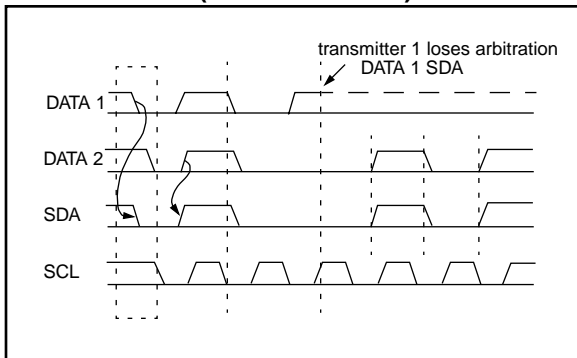 transmitter 1 loses arbitration
DATA 1 SDA
DATA 1
DATA 2
SDA
SCL